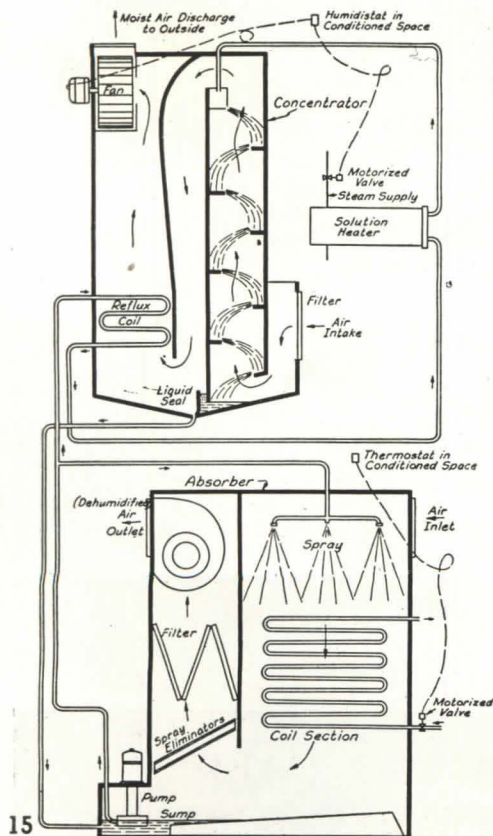 Moist Air Discharge
to Outside
Humidistat in
Conditioned Space
Fan
Concentrator
Motorized
Valve
Steam Supply
Solution
Heater
Reflux
Coil
Filter
Air
Intake
Liquid
Seal
Thermostat in
Conditioned Space
Absorber
(Dehumidified
Air
Outlet
Air
Inlet
Spray
Filter
Motorized
Valve
Spray Eliminators
Coil Section
Pump
Sump
15